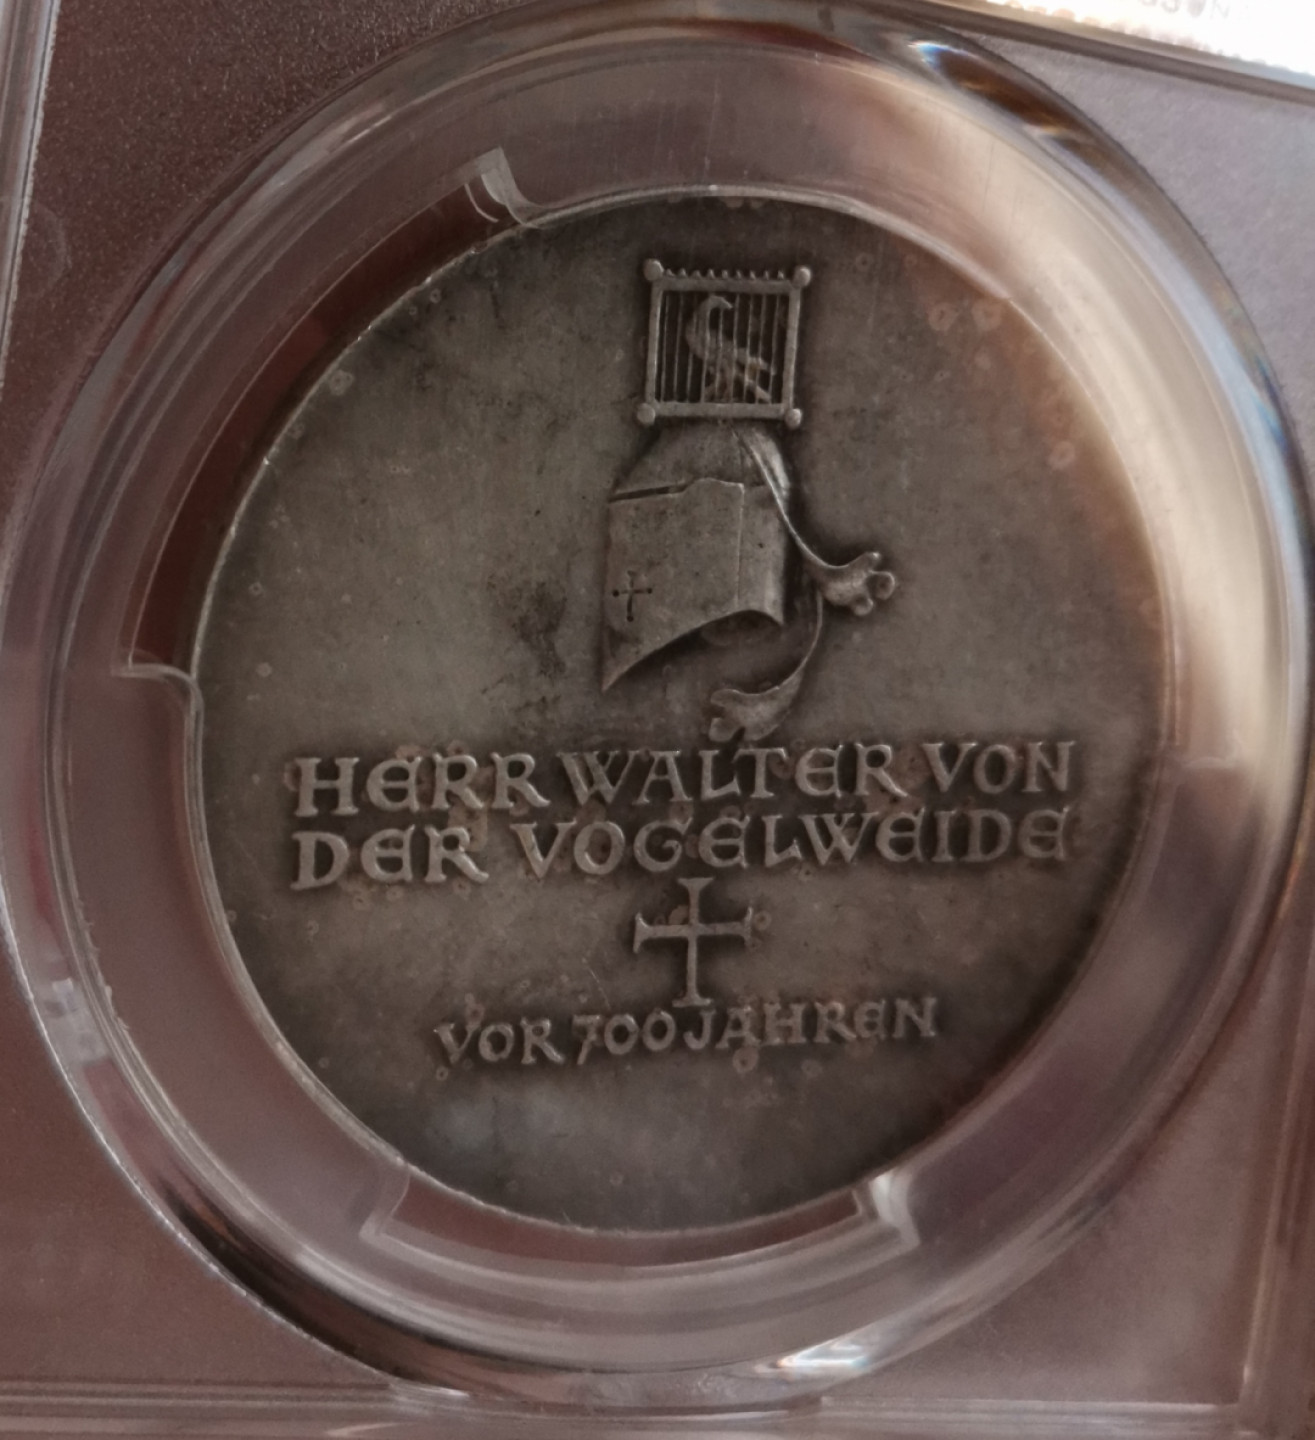 HERR WALTER VON
DER VOGELWEIDE
VOR 700 JAHREN